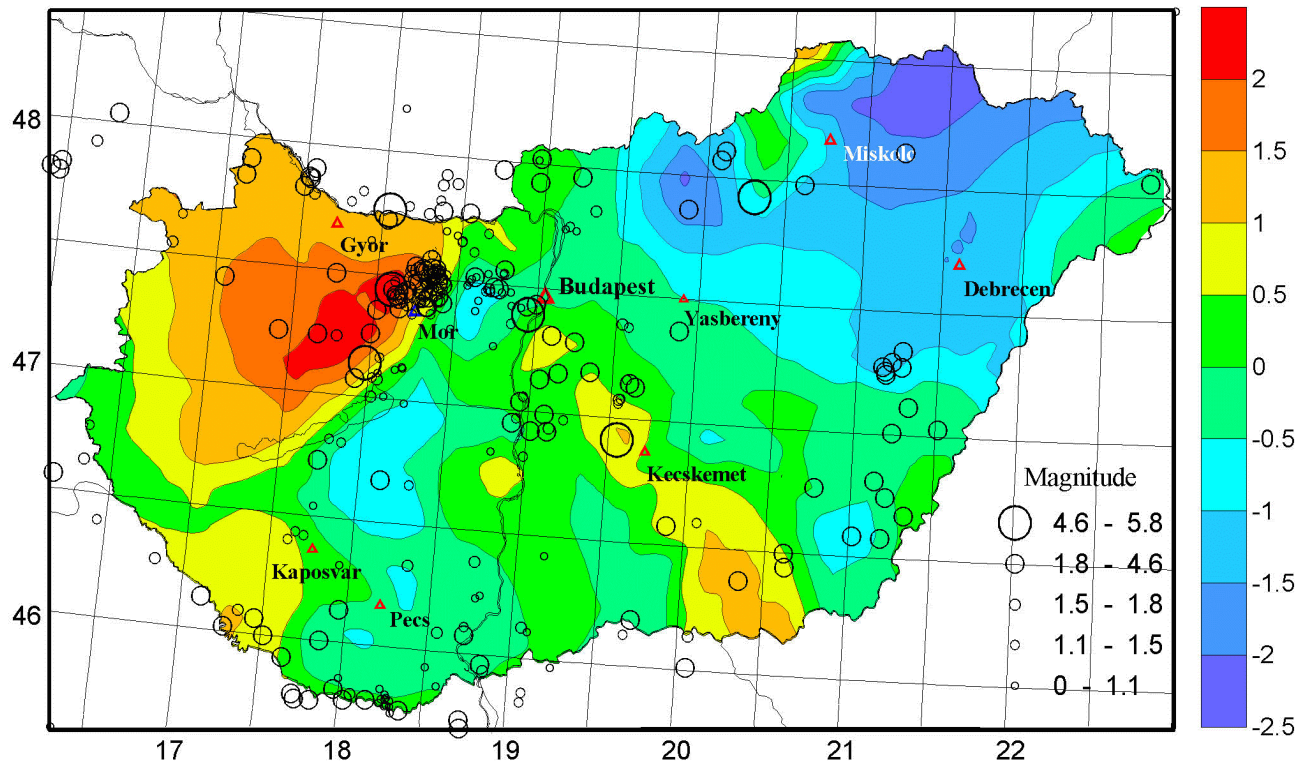 48
47
46
17
18
19
20
21
22
Miskolc
Gyor
Budapest
Debrecen
Yasbereny
Mor
Kecskemet
Kaposvar
Pecs
Magnitude
4.6 - 5.8
1.8 - 4.6
1.5 - 1.8
1.1 - 1.5
0 - 1.1
2
1.5
1
0.5
0
-0.5
-1
-1.5
-2
-2.5